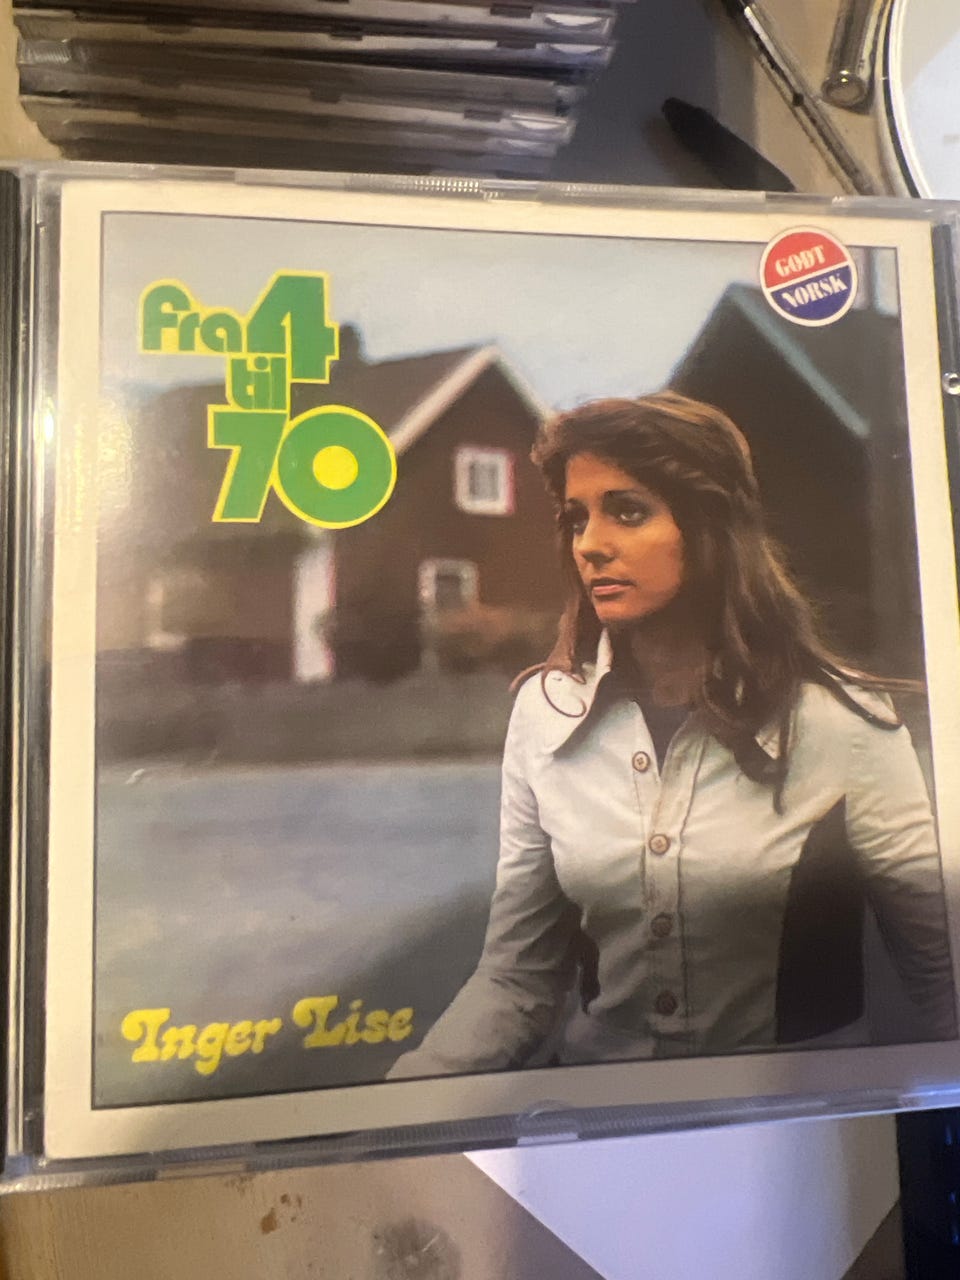 fra 4
til
70
GODT
NORSK
Inger Lise